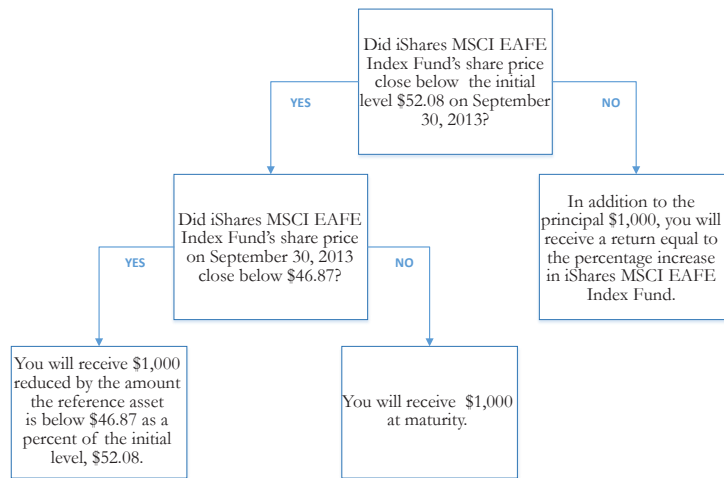 Did iShares MSCI EAFE
Index Fund's share price
close below the initial
level $52.08 on September
30, 2013?
YES
NO
Did iShares MSCI EAFE
Index Fund's share price
on September 30, 2013
close below $46.87?
In addition to the
principal $1,000, you will
receive a return equal to
the percentage increase
in iShares MSCI EAFE
Index Fund.
YES
NO
You will receive $1,000
reduced by the amount
the reference asset
is below $46.87 as a
percent of the initial
level, $52.08.
You will receive $1,000
at maturity.